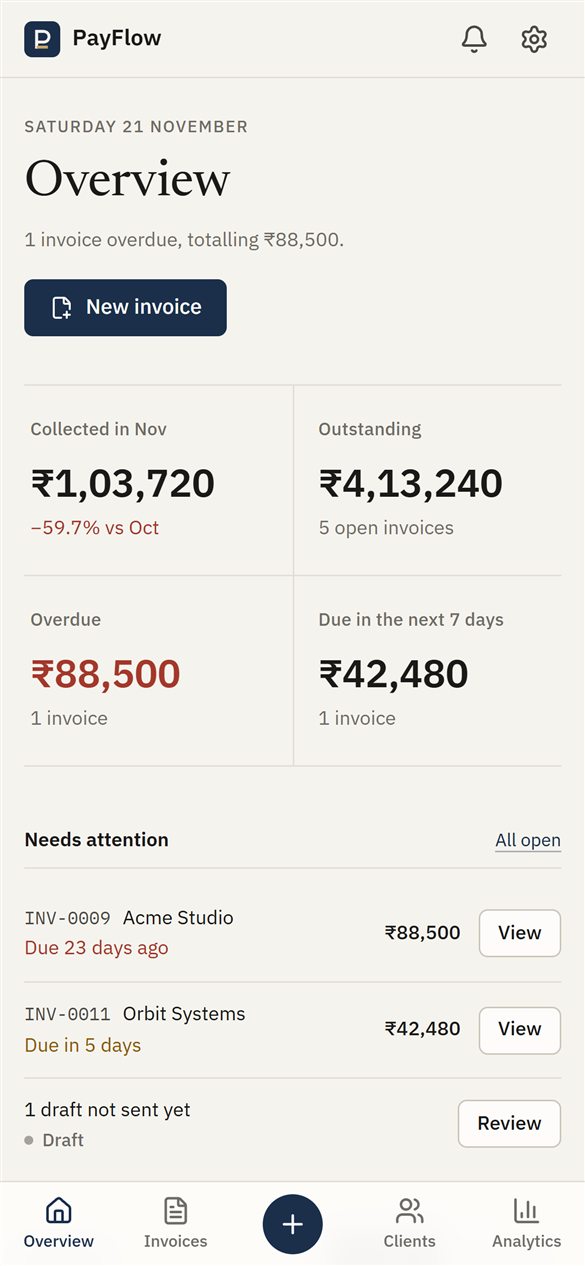 PayFlow
SATURDAY 21 NOVEMBER
Overview
1 invoice overdue, totalling ₹88,500.
New invoice
Collected in Nov
₹1,03,720
−59.7% vs Oct
Outstanding
₹4,13,240
5 open invoices
Overdue
₹88,500
1 invoice
Due in the next 7 days
₹42,480
1 invoice
Needs attention
All open
INV-0009 Acme Studio
Due 23 days ago
₹88,500
View
INV-0011 Orbit Systems
Due in 5 days
₹42,480
View
1 draft not sent yet
Draft
Review
Overview
Invoices
Clients
Analytics